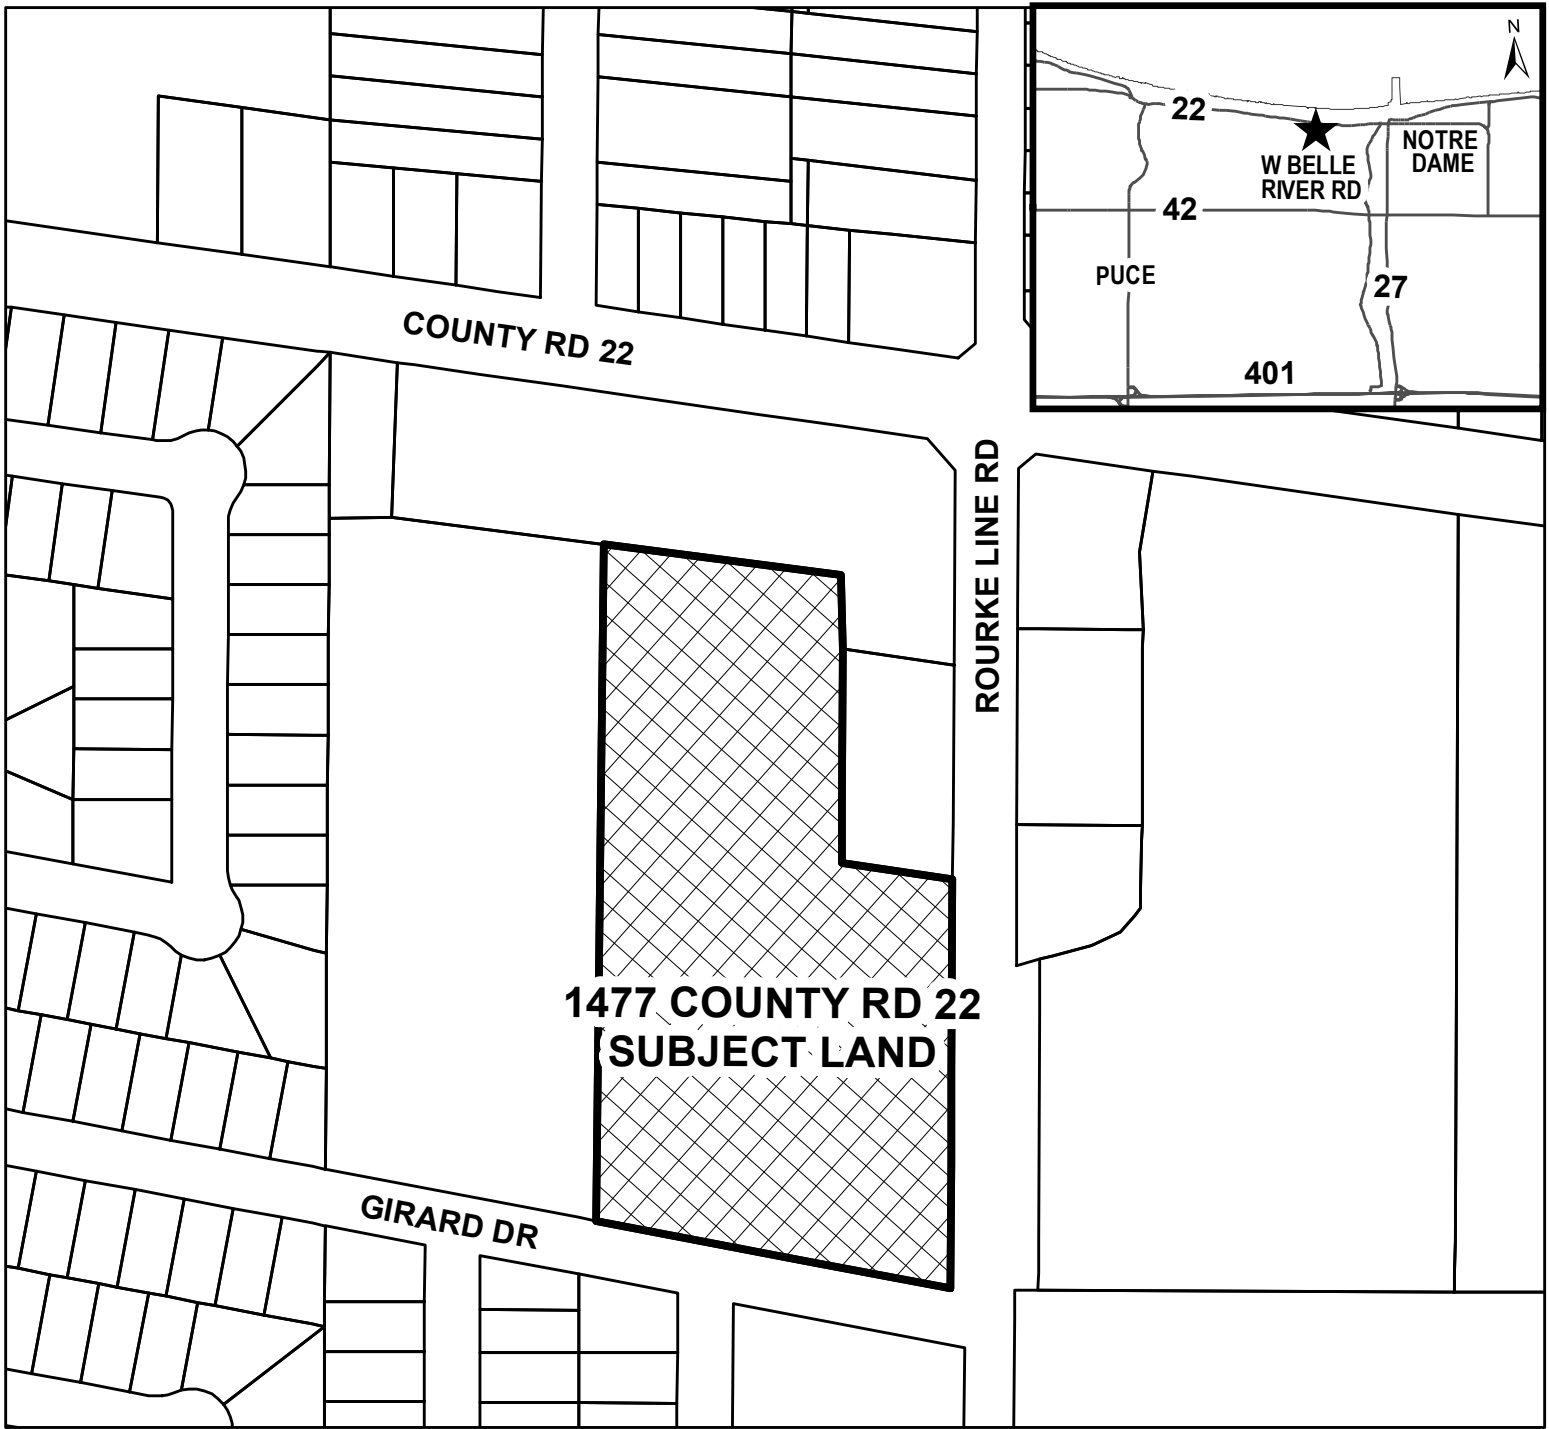 N
22
NOTRE
DAME
W BELLE
RIVER RD
42
PUCE
27
401
COUNTY RD 22
ROURKE LINE RD
1477 COUNTY RD 22
SUBJECT LAND
GIRARD DR